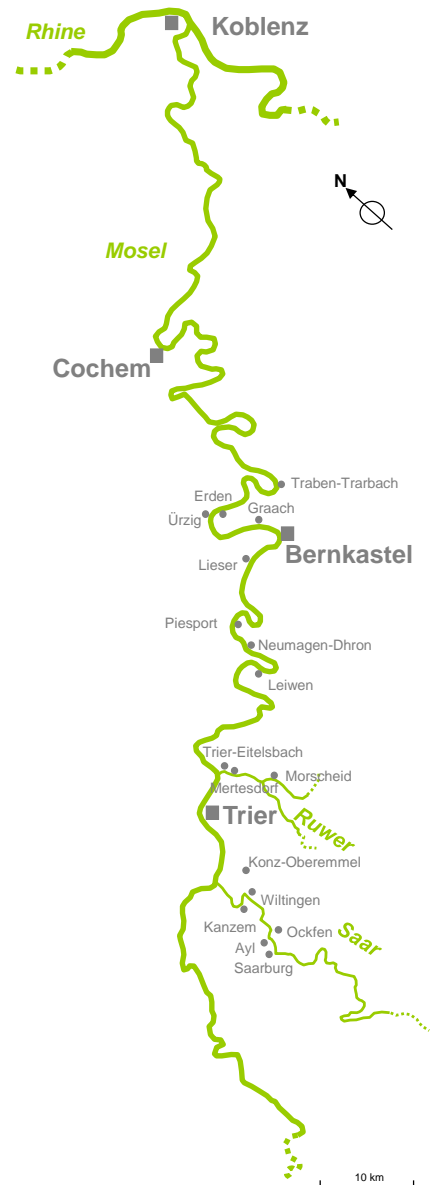 Koblenz
Rhine
N
Mosel
Cochem
Traben-Trarbach
Erden
Graach
Ürzig
Bernkastel
Lieser
Piesport
Neumagen-Dhron
Leiwen
Trier-Eitelsbach
Morscheid
Mertesdorf
Trier
Ruwer
Konz-Oberemmel
Wiltingen
Kanzem
Ockfen
Saar
Ayl
Saarburg
10 km